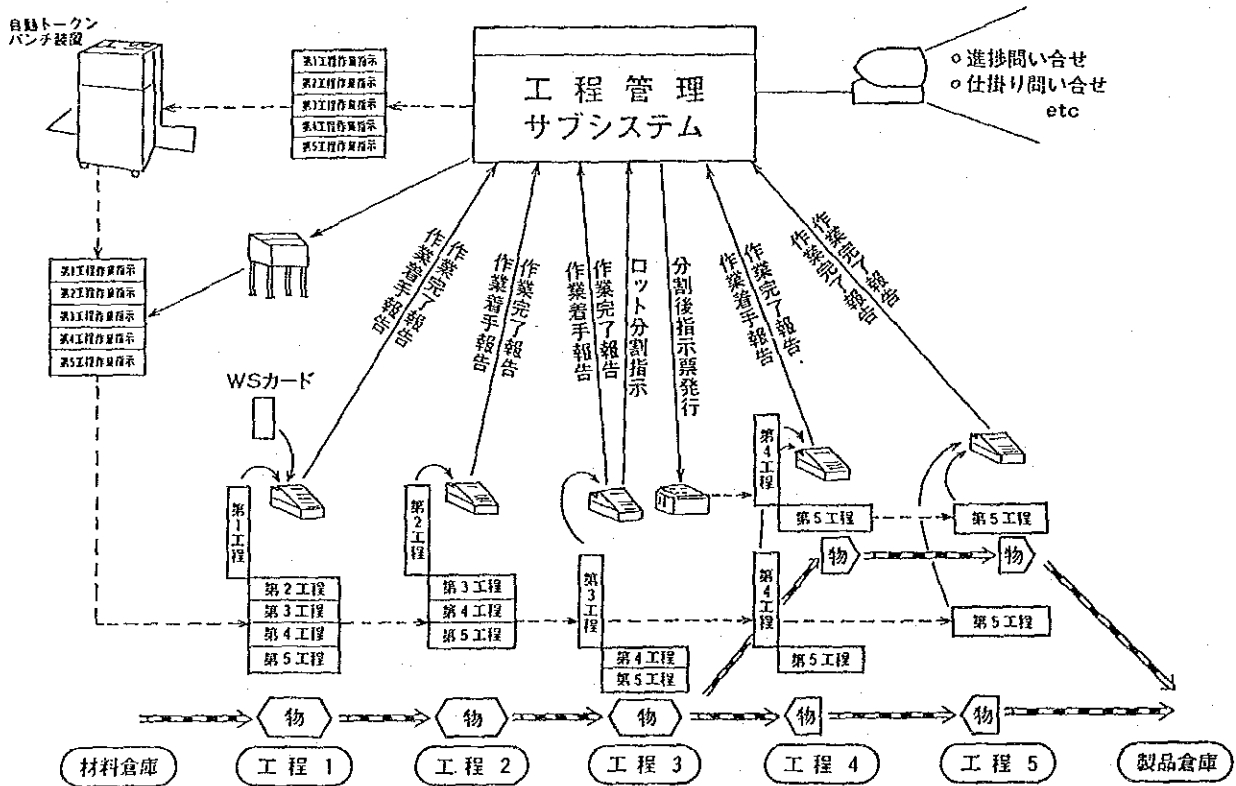 自動トークン
パンチ装置
第1工程作業指示
第2工程作業指示
第3工程作業指示
第4工程作業指示
第5工程作業指示
工程管理
サブシステム
○進捗問い合せ
○仕掛り問い合せ
etc
第1工程作業指示
第2工程作業指示
第3工程作業指示
第4工程作業指示
第5工程作業指示
作業完了報告
作業着手報告
作業完了報告
作業着手報告
作業完了報告
作業着手報告
ロット分割指示
分割後指示票発行
作業完了報告.
作業着手報告
作業完了報告
作業完了報告
WSカード
第1工程
第2工程
第3工程
第4工程
第5工程
第2工程
第3工程
第4工程
第5工程
第3工程
第4工程
第5工程
第4工程
第5工程
第5工程
第4工程
第5工程
第5工程
物
物
物
物
物
物
物
材料倉庫
工程 1
工程 2
工程 3
工程 4
工程 5
製品倉庫